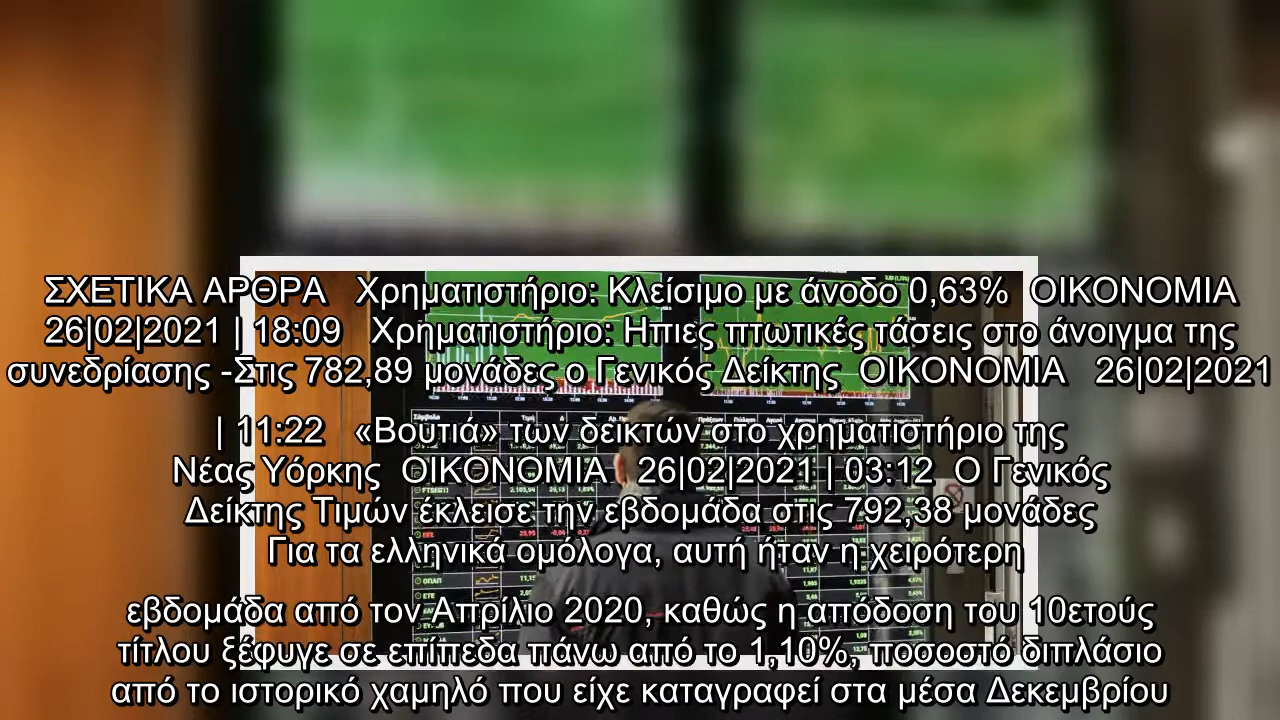 ΣΧΕΤΙΚΑ ΑΡΘΡΑ Χρηματιστήριο: Κλείσιμο με άνοδο 0,63% ΟΙΚΟΝΟΜΙΑ
26|02|2021 | 18:09 Χρηματιστήριο: Ηπιες πτωτικές τάσεις στο άνοιγμα της
συνεδρίασης -Στις 782,89 μονάδες ο Γενικός Δείκτης ΟΙΚΟΝΟΜΙΑ 26|02|2021
| 11:22 «Βουτιά» των δεικτών στο χρηματιστήριο της
Νέας Υόρκης ΟΙΚΟΝΟΜΙΑ 26|02|2021 | 03:12 Ο Γενικός
Δείκτης Τιμών έκλεισε την εβδομάδα στις 792,38 μονάδες
Για τα ελληνικά ομόλογα, αυτή ήταν η χειρότερη
εβδομάδα από τον Απρίλιο 2020, καθώς η απόδοση του 10ετούς
τίτλου ξέφυγε σε επίπεδα πάνω από το 1,10%, ποσοστό διπλάσιο
από το ιστορικό χαμηλό που είχε καταγραφεί στα μέσα Δεκεμβρίου